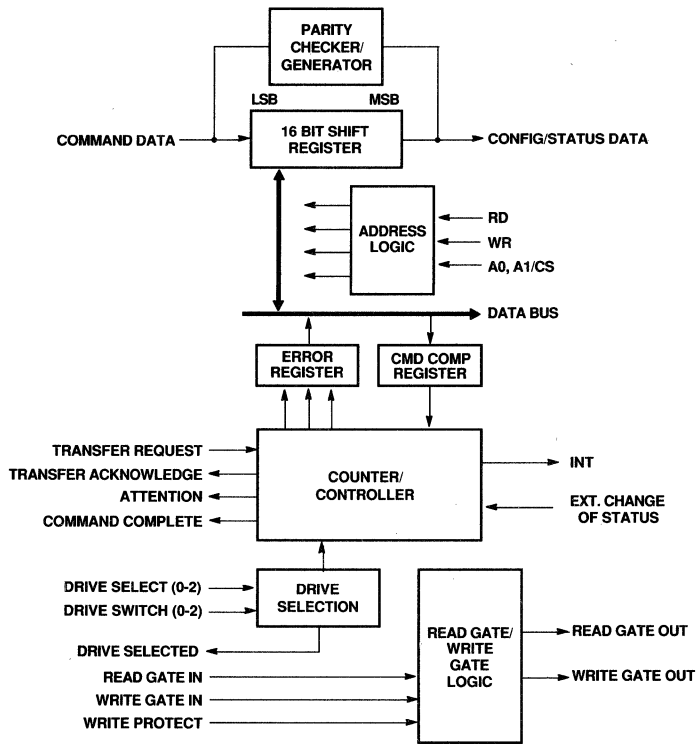 PARITY
CHECKER/
GENERATOR
LSB MSB
COMMAND DATA
16 BIT SHIFT
REGISTER
CONFIG/STATUS DATA
ADDRESS
LOGIC
RD
WR
A0, A1/CS
DATA BUS
ERROR
REGISTER
CMD COMP
REGISTER
TRANSFER REQUEST
TRANSFER ACKNOWLEDGE
ATTENTION
COMMAND COMPLETE
COUNTER/
CONTROLLER
INT
EXT. CHANGE
OF STATUS
DRIVE SELECT (0-2)
DRIVE SWITCH (0-2)
DRIVE
SELECTION
DRIVE SELECTED
READ GATE IN
WRITE GATE IN
WRITE PROTECT
READ GATE/
WRITE
GATE
LOGIC
READ GATE OUT
WRITE GATE OUT